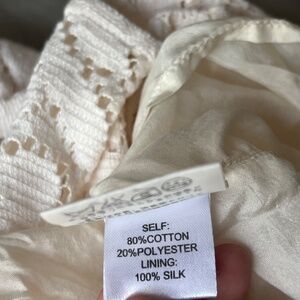 SELF:
80%COTTON
20%POLYESTER
LINING:
100% SILK